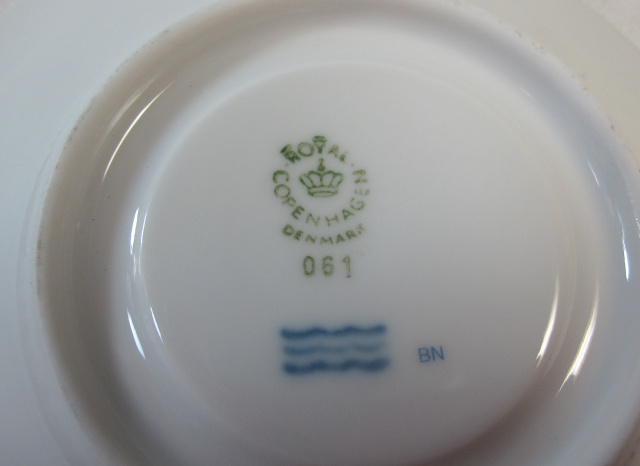 ROYAL
COPENHAGEN
DENMARK
061
BN